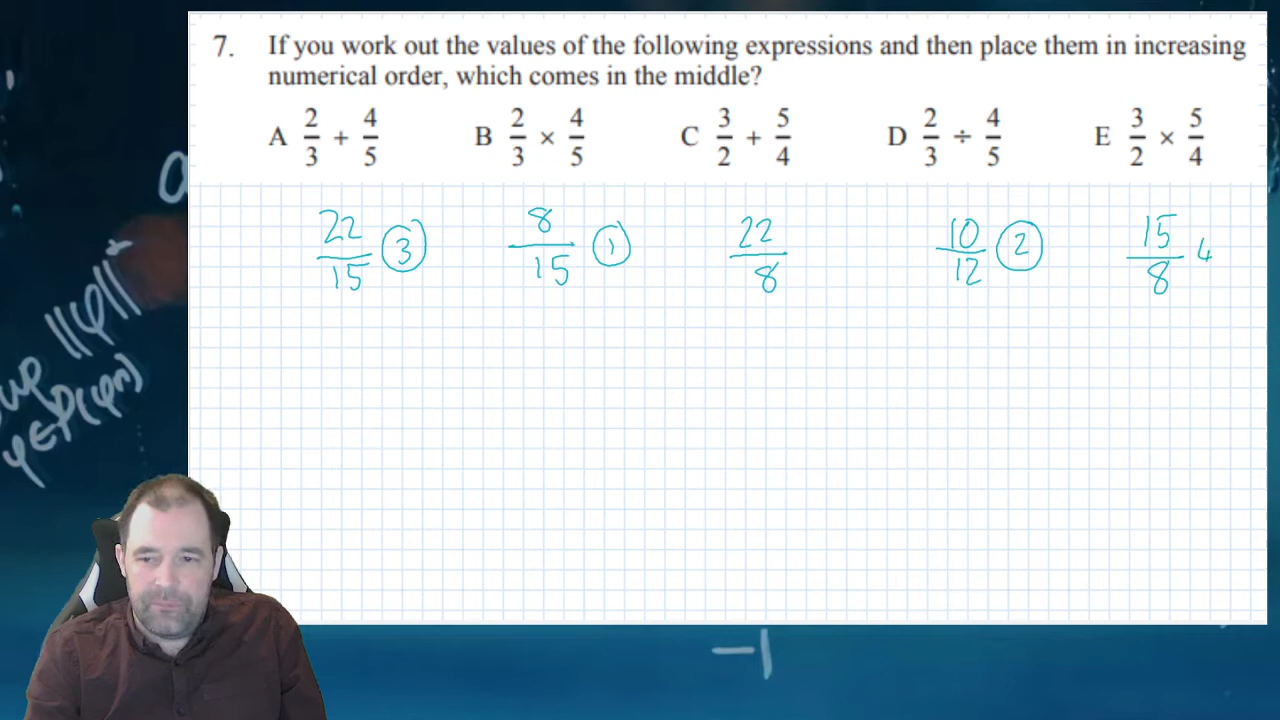 7. If you work out the values of the following expressions and then place them in increasing
numerical order, which comes in the middle?
A 2/3 + 4/5 B 2/3 × 4/5 C 3/2 + 5/4 D 2/3 ÷ 4/5 E 3/2 × 5/4
22/15 ③ 8/15 ① 22/8 10/12 ② 15/8 4
||φ||
φ∈P(φn)
-1